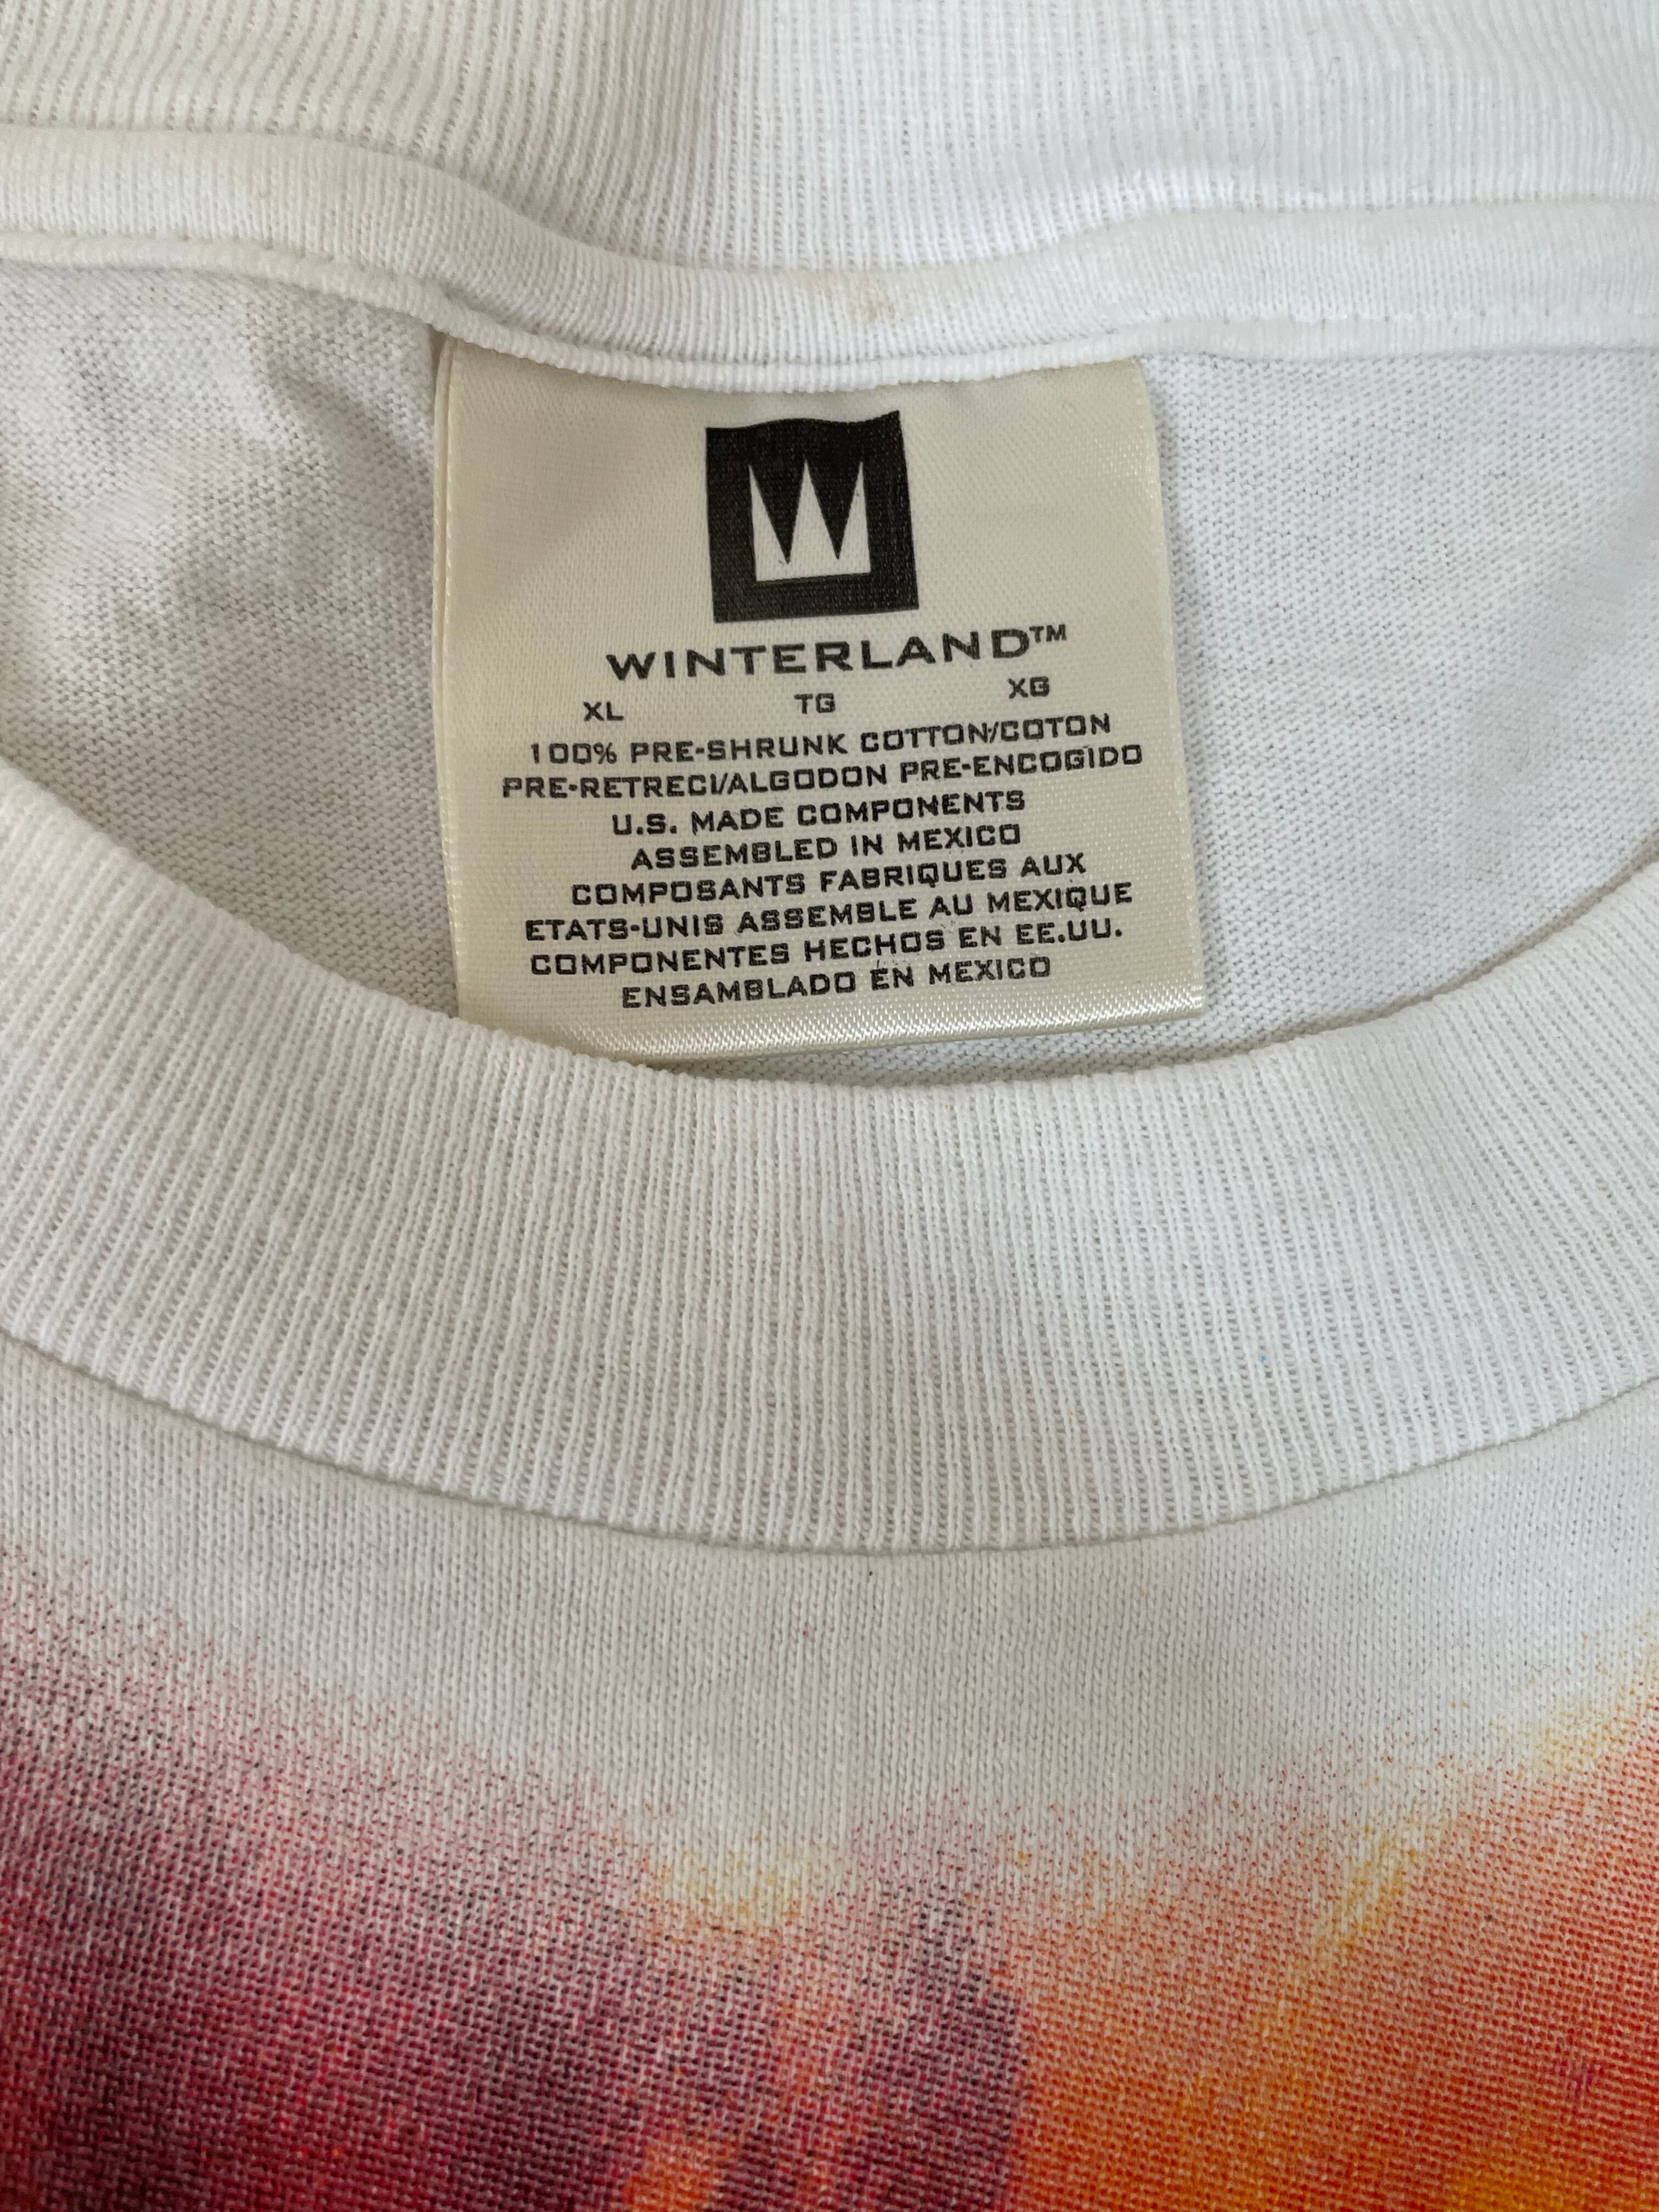 W
WINTERLAND™
XL TG XG
100% PRE-SHRUNK COTTON/COTON
PRE-RETRECI/ALGODON PRE-ENCOGIDO
U.S. MADE COMPONENTS
ASSEMBLED IN MEXICO
COMPOSANTS FABRIQUES AUX
ETATS-UNIS ASSEMBLE AU MEXIQUE
COMPONENTES HECHOS EN EE.UU.
ENSAMBLADO EN MEXICO